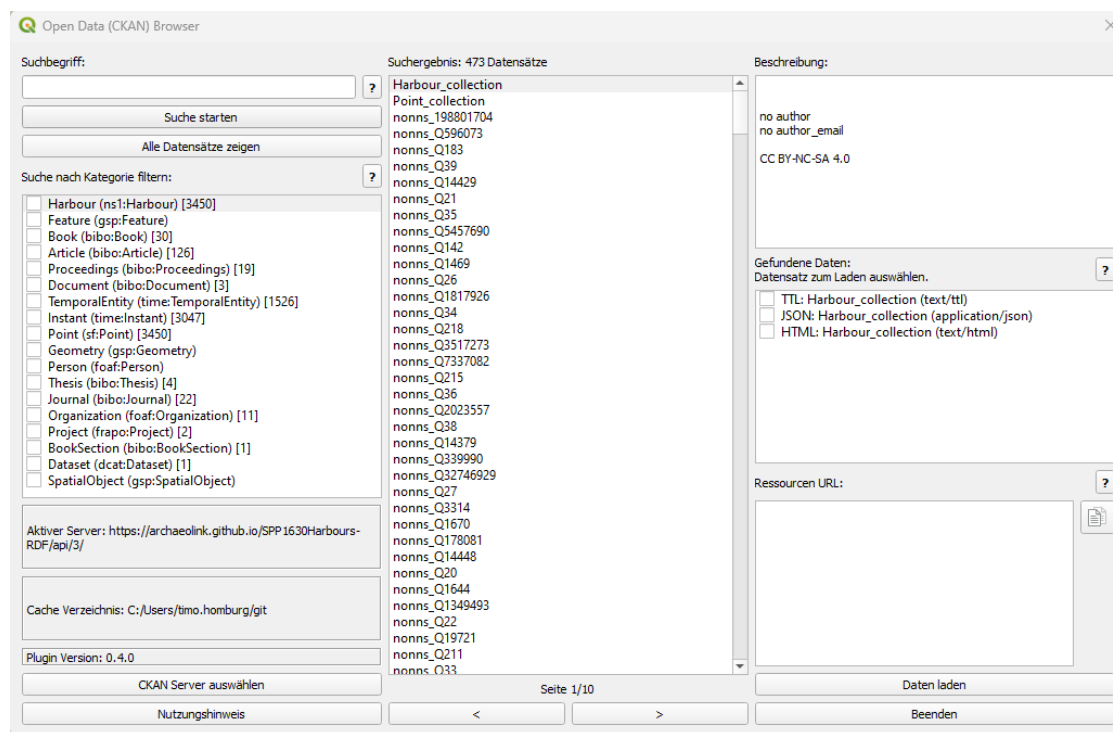 Open Data (CKAN) Browser
Suchbegriff:
?
Suche starten
Alle Datensätze zeigen
Suche nach Kategorie filtern:
?
Harbour (ns1:Harbour) [3450]
Feature (gsp:Feature)
Book (bibo:Book) [30]
Article (bibo:Article) [126]
Proceedings (bibo:Proceedings) [19]
Document (bibo:Document) [3]
TemporalEntity (time:TemporalEntity) [1526]
Instant (time:Instant) [3047]
Point (sf:Point) [3450]
Geometry (gsp:Geometry)
Person (foaf:Person)
Thesis (bibo:Thesis) [4]
Journal (bibo:Journal) [22]
Organization (foaf:Organization) [11]
Project (frapo:Project) [2]
BookSection (bibo:BookSection) [1]
Dataset (dcat:Dataset) [1]
SpatialObject (gsp:SpatialObject)
Aktiver Server: https://archaeolink.github.io/SPP1630Harbours-
RDF/api/3/
Cache Verzeichnis: C:/Users/timo.homburg/git
Plugin Version: 0.4.0
CKAN Server auswählen
Nutzungshinweis
Suchergebnis: 473 Datensätze
Harbour_collection
Point_collection
nonns_198801704
nonns_Q596073
nonns_Q183
nonns_Q39
nonns_Q14429
nonns_Q21
nonns_Q35
nonns_Q5457690
nonns_Q142
nonns_Q1469
nonns_Q26
nonns_Q1817926
nonns_Q34
nonns_Q218
nonns_Q3517273
nonns_Q7337082
nonns_Q215
nonns_Q36
nonns_Q2023557
nonns_Q38
nonns_Q14379
nonns_Q339990
nonns_Q32746929
nonns_Q27
nonns_Q3314
nonns_Q1670
nonns_Q178081
nonns_Q14448
nonns_Q20
nonns_Q1644
nonns_Q1349493
nonns_Q22
nonns_Q19721
nonns_Q211
nonns_Q33
Seite 1/10
<
>
Beschreibung:
no author
no author_email
CC BY-NC-SA 4.0
Gefundene Daten:
Datensatz zum Laden auswählen.
?
TTL: Harbour_collection (text/ttl)
JSON: Harbour_collection (application/json)
HTML: Harbour_collection (text/html)
Ressourcen URL:
?
Daten laden
Beenden